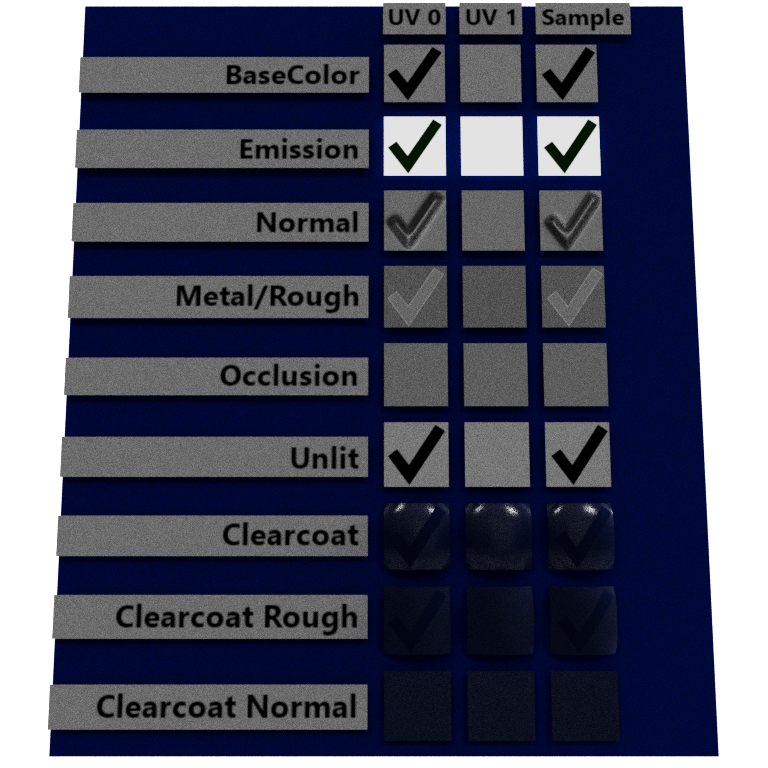 UV 0 UV 1 Sample
BaseColor
Emission
Normal
Metal/Rough
Occlusion
Unlit
Clearcoat
Clearcoat Rough
Clearcoat Normal